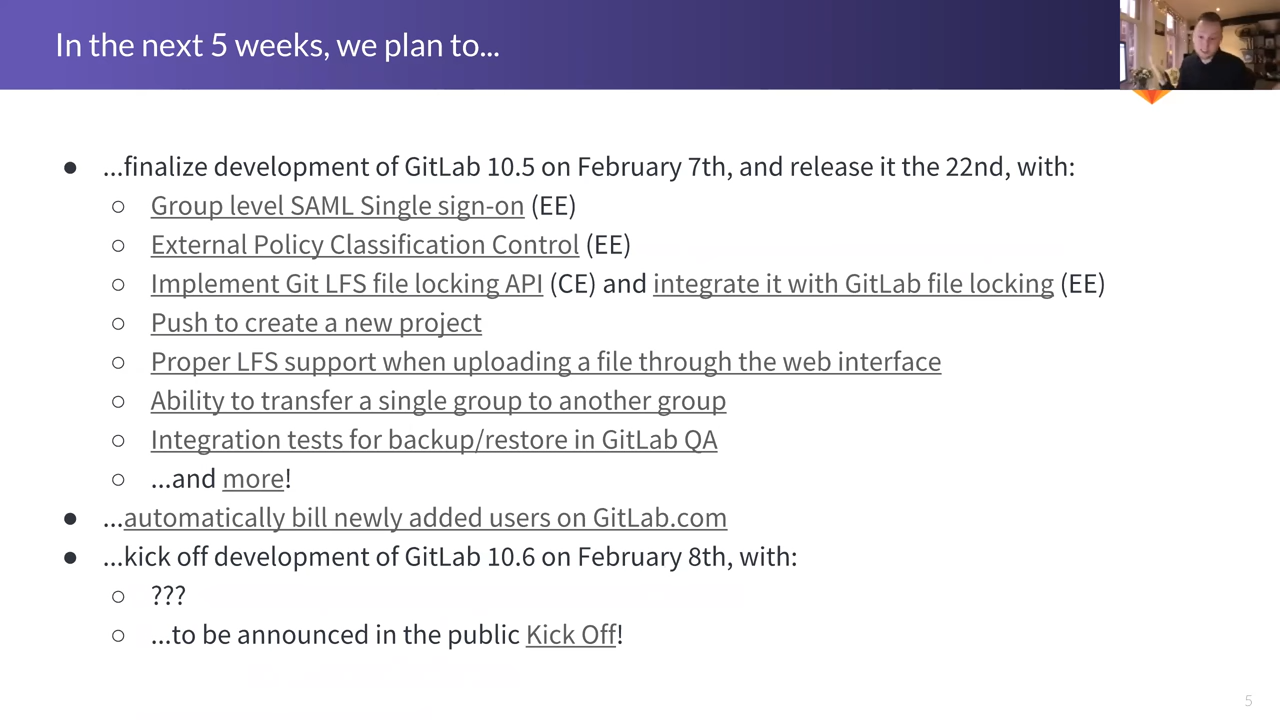 In the next 5 weeks, we plan to...
● ...finalize development of GitLab 10.5 on February 7th, and release it the 22nd, with:
○ Group level SAML Single sign-on (EE)
○ External Policy Classification Control (EE)
○ Implement Git LFS file locking API (CE) and integrate it with GitLab file locking (EE)
○ Push to create a new project
○ Proper LFS support when uploading a file through the web interface
○ Ability to transfer a single group to another group
○ Integration tests for backup/restore in GitLab QA
○ ...and more!
● ...automatically bill newly added users on GitLab.com
● ...kick off development of GitLab 10.6 on February 8th, with:
○ ???
○ ...to be announced in the public Kick Off!
5